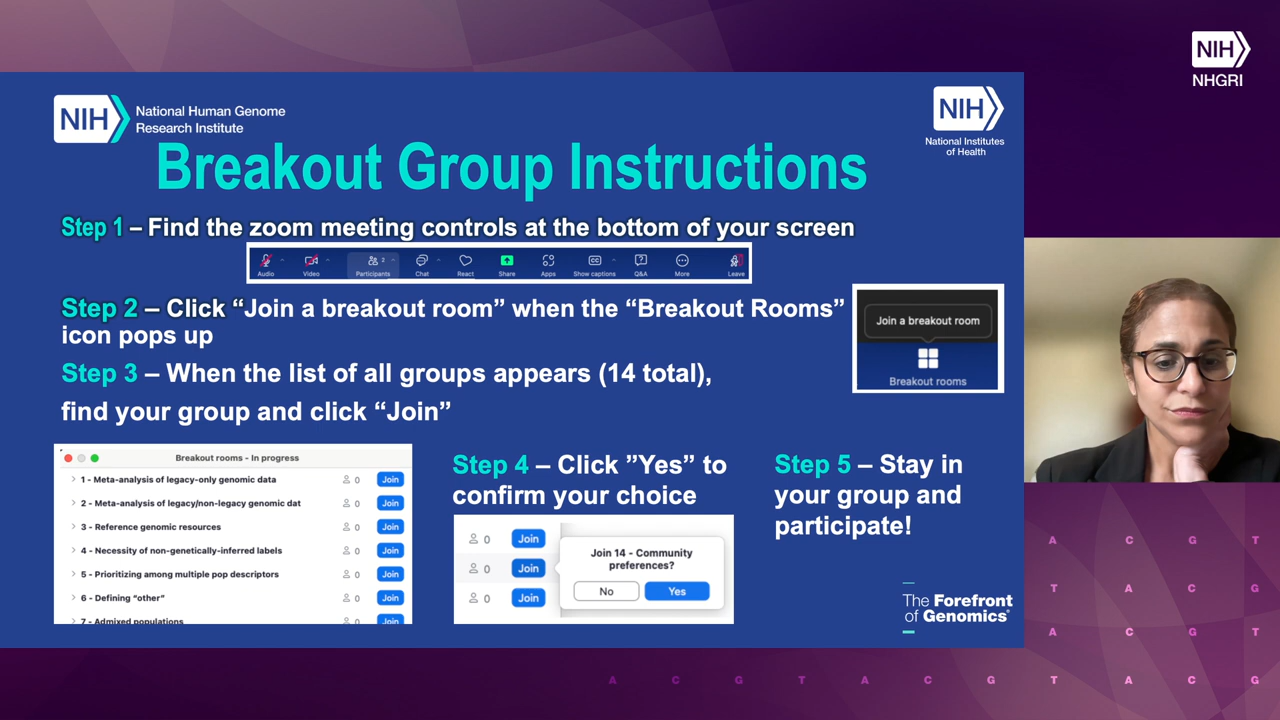 NIH
NHGRI
NIH
National Human Genome
Research Institute
NIH
National Institutes
of Health
Breakout Group Instructions
Step 1 – Find the zoom meeting controls at the bottom of your screen
Audio Video Participants 2 Chat React Share Apps Show captions Q&A More Leave
Step 2 – Click “Join a breakout room” when the “Breakout Rooms”
icon pops up
Join a breakout room
Breakout rooms
Step 3 – When the list of all groups appears (14 total),
find your group and click “Join”
Breakout rooms - In progress
1 - Meta-analysis of legacy-only genomic data 0 Join
2 - Meta-analysis of legacy/non-legacy genomic dat 0 Join
3 - Reference genomic resources 0 Join
4 - Necessity of non-genetically-inferred labels 0 Join
5 - Prioritizing among multiple pop descriptors 0 Join
6 - Defining “other” 0 Join
7 - Admixed populations 0 Join
Step 4 – Click ”Yes” to
confirm your choice
0 Join
0 Join
0 Join
Join 14 - Community
preferences?
No Yes
Step 5 – Stay in
your group and
participate!
The Forefront
of Genomics®
A C G T
T A C G
A C G T
A C G T A C G T A C G